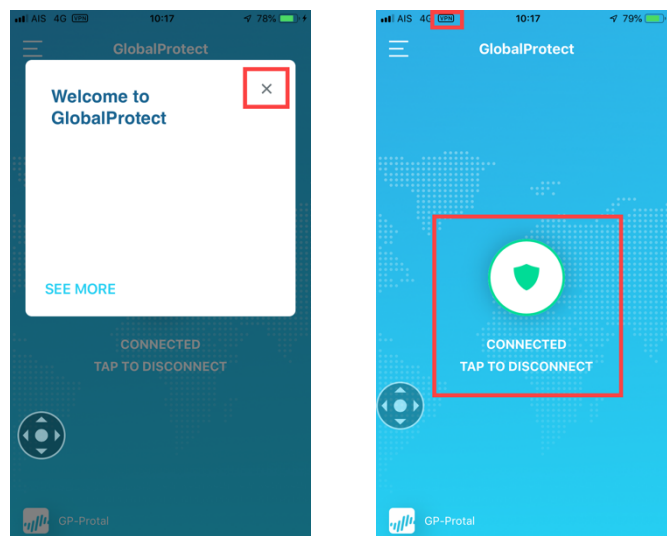 AIS 4G VPN 10:17 78%
GlobalProtect
Welcome to
GlobalProtect
×
SEE MORE
CONNECTED
TAP TO DISCONNECT
GP-Protal
AIS 4G VPN 10:17 79%
GlobalProtect
CONNECTED
TAP TO DISCONNECT
GP-Protal